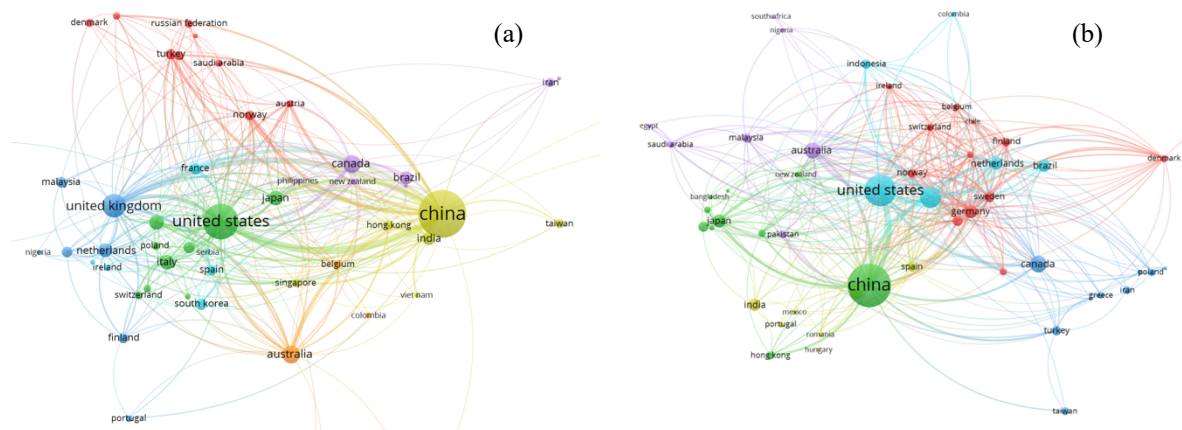 (a)
denmark
russian federation
turkey
saudi arabia
iran
austria
norway
canada
france
philippines
new zealand
brazil
malaysia
united kingdom
japan
united states
china
hong kong
india
taiwan
nigeria
netherlands
poland
serbia
italy
ireland
spain
belgium
singapore
switzerland
south korea
viet nam
colombia
finland
australia
portugal
(b)
south africa
nigeria
colombia
indonesia
ireland
belgium
chile
egypt
saudi arabia
malaysia
switzerland
australia
finland
netherlands
brazil
denmark
new zealand
norway
united states
bangladesh
japan
sweden
germany
pakistan
spain
canada
poland
china
iran
greece
india
mexico
portugal
romania
turkey
hong kong
hungary
taiwan